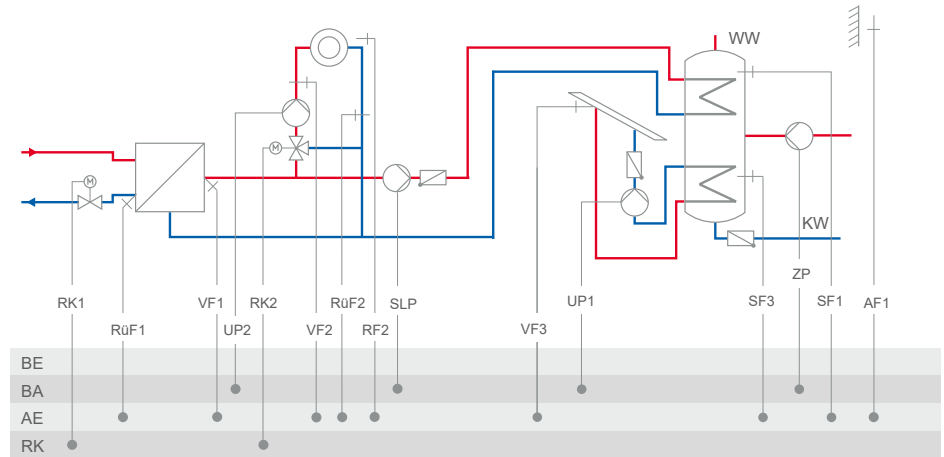 WW
M
M
KW
RK1
RüF1
VF1
UP2
RK2
VF2
RüF2
RF2
SLP
VF3
UP1
SF3
ZP
SF1
AF1
BE
BA
AE
RK